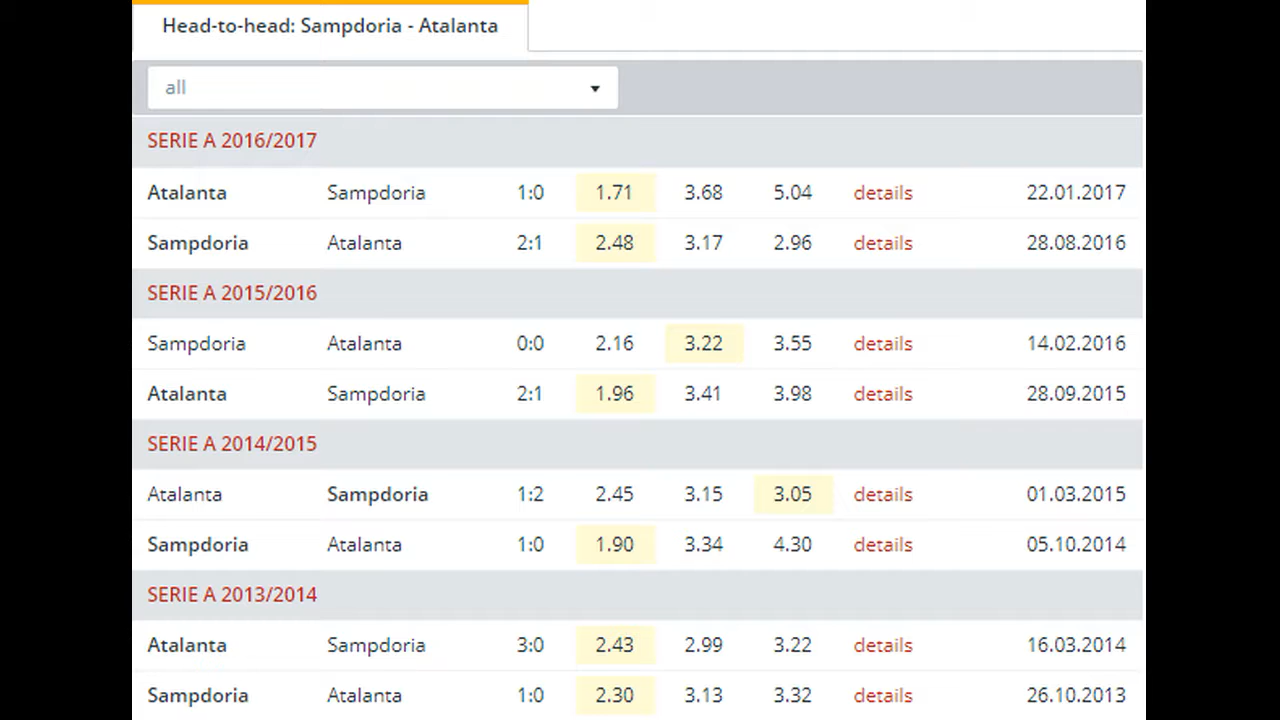 Head-to-head: Sampdoria - Atalanta
all
SERIE A 2016/2017
Atalanta Sampdoria 1:0 1.71 3.68 5.04 details 22.01.2017
Sampdoria Atalanta 2:1 2.48 3.17 2.96 details 28.08.2016
SERIE A 2015/2016
Sampdoria Atalanta 0:0 2.16 3.22 3.55 details 14.02.2016
Atalanta Sampdoria 2:1 1.96 3.41 3.98 details 28.09.2015
SERIE A 2014/2015
Atalanta Sampdoria 1:2 2.45 3.15 3.05 details 01.03.2015
Sampdoria Atalanta 1:0 1.90 3.34 4.30 details 05.10.2014
SERIE A 2013/2014
Atalanta Sampdoria 3:0 2.43 2.99 3.22 details 16.03.2014
Sampdoria Atalanta 1:0 2.30 3.13 3.32 details 26.10.2013